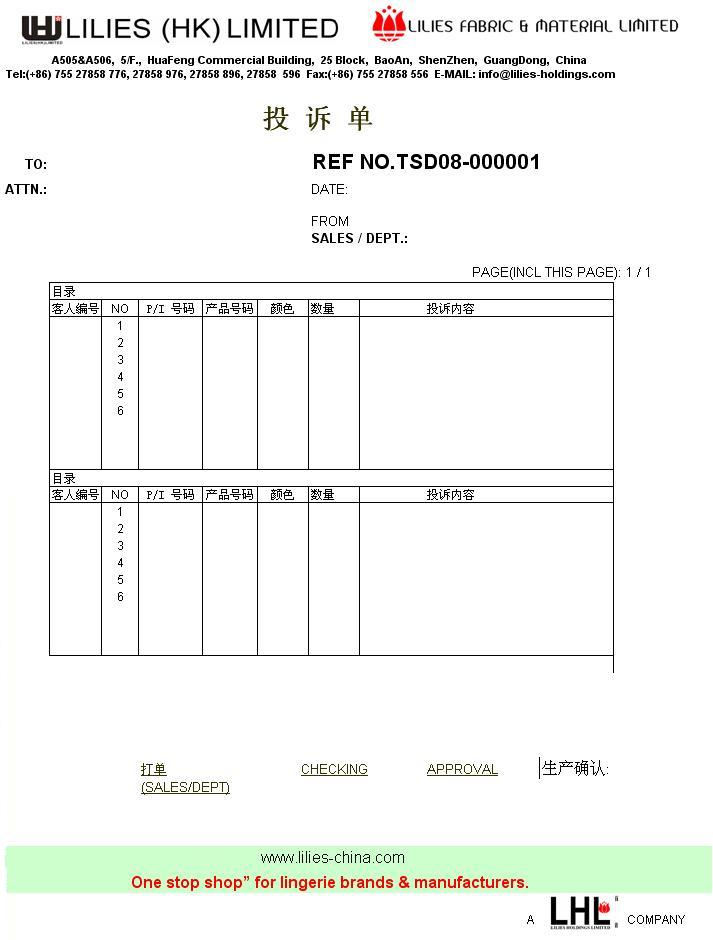 LILIES (HK) LIMITED LILIES FABRIC & MATERIAL LIMITED
LILIES(HK)LIMITED
A505&A506, 5/F., HuaFeng Commercial Building, 25 Block, BaoAn, ShenZhen, GuangDong, China
Tel:(+86) 755 27858 776, 27858 976, 27858 896, 27858 596 Fax:(+86) 755 27858 556 E-MAIL: info@lilies-holdings.com
投 诉 单
TO: REF NO.TSD08-000001
ATTN.: DATE:
FROM
SALES / DEPT.:
PAGE(INCL THIS PAGE): 1 / 1
目录
客人编号 NO P/I 号码 产品号码 颜色 数量 投诉内容
1
2
3
4
5
6
目录
客人编号 NO P/I 号码 产品号码 颜色 数量 投诉内容
1
2
3
4
5
6
打单 CHECKING APPROVAL 生产确认:
(SALES/DEPT)
www.lilies-china.com
One stop shop” for lingerie brands & manufacturers.
A LHL COMPANY
LILIES HOLDINGS LIMITED